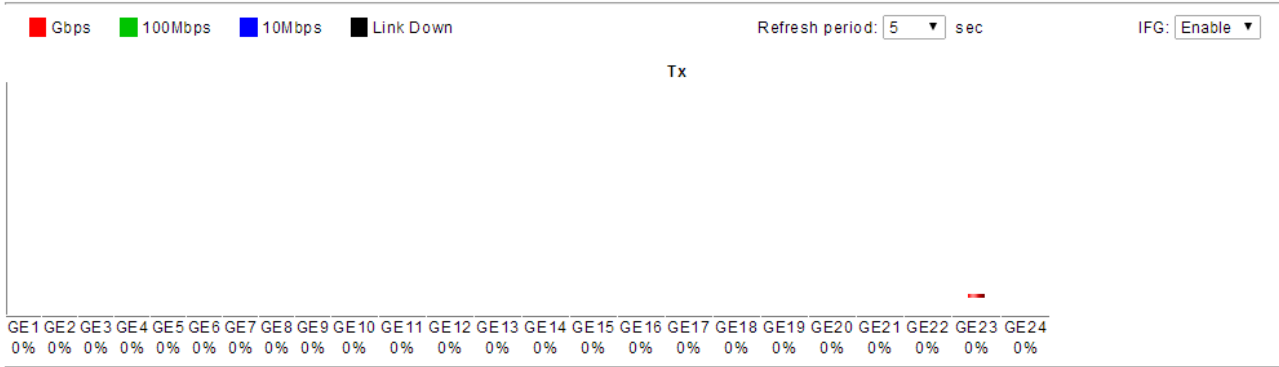 Gbps 100Mbps 10Mbps Link Down Refresh period: 5 sec IFG: Enable
Tx
GE1 GE2 GE3 GE4 GE5 GE6 GE7 GE8 GE9 GE10 GE11 GE12 GE13 GE14 GE15 GE16 GE17 GE18 GE19 GE20 GE21 GE22 GE23 GE24
0% 0% 0% 0% 0% 0% 0% 0% 0% 0% 0% 0% 0% 0% 0% 0% 0% 0% 0% 0% 0% 0% 0% 0%